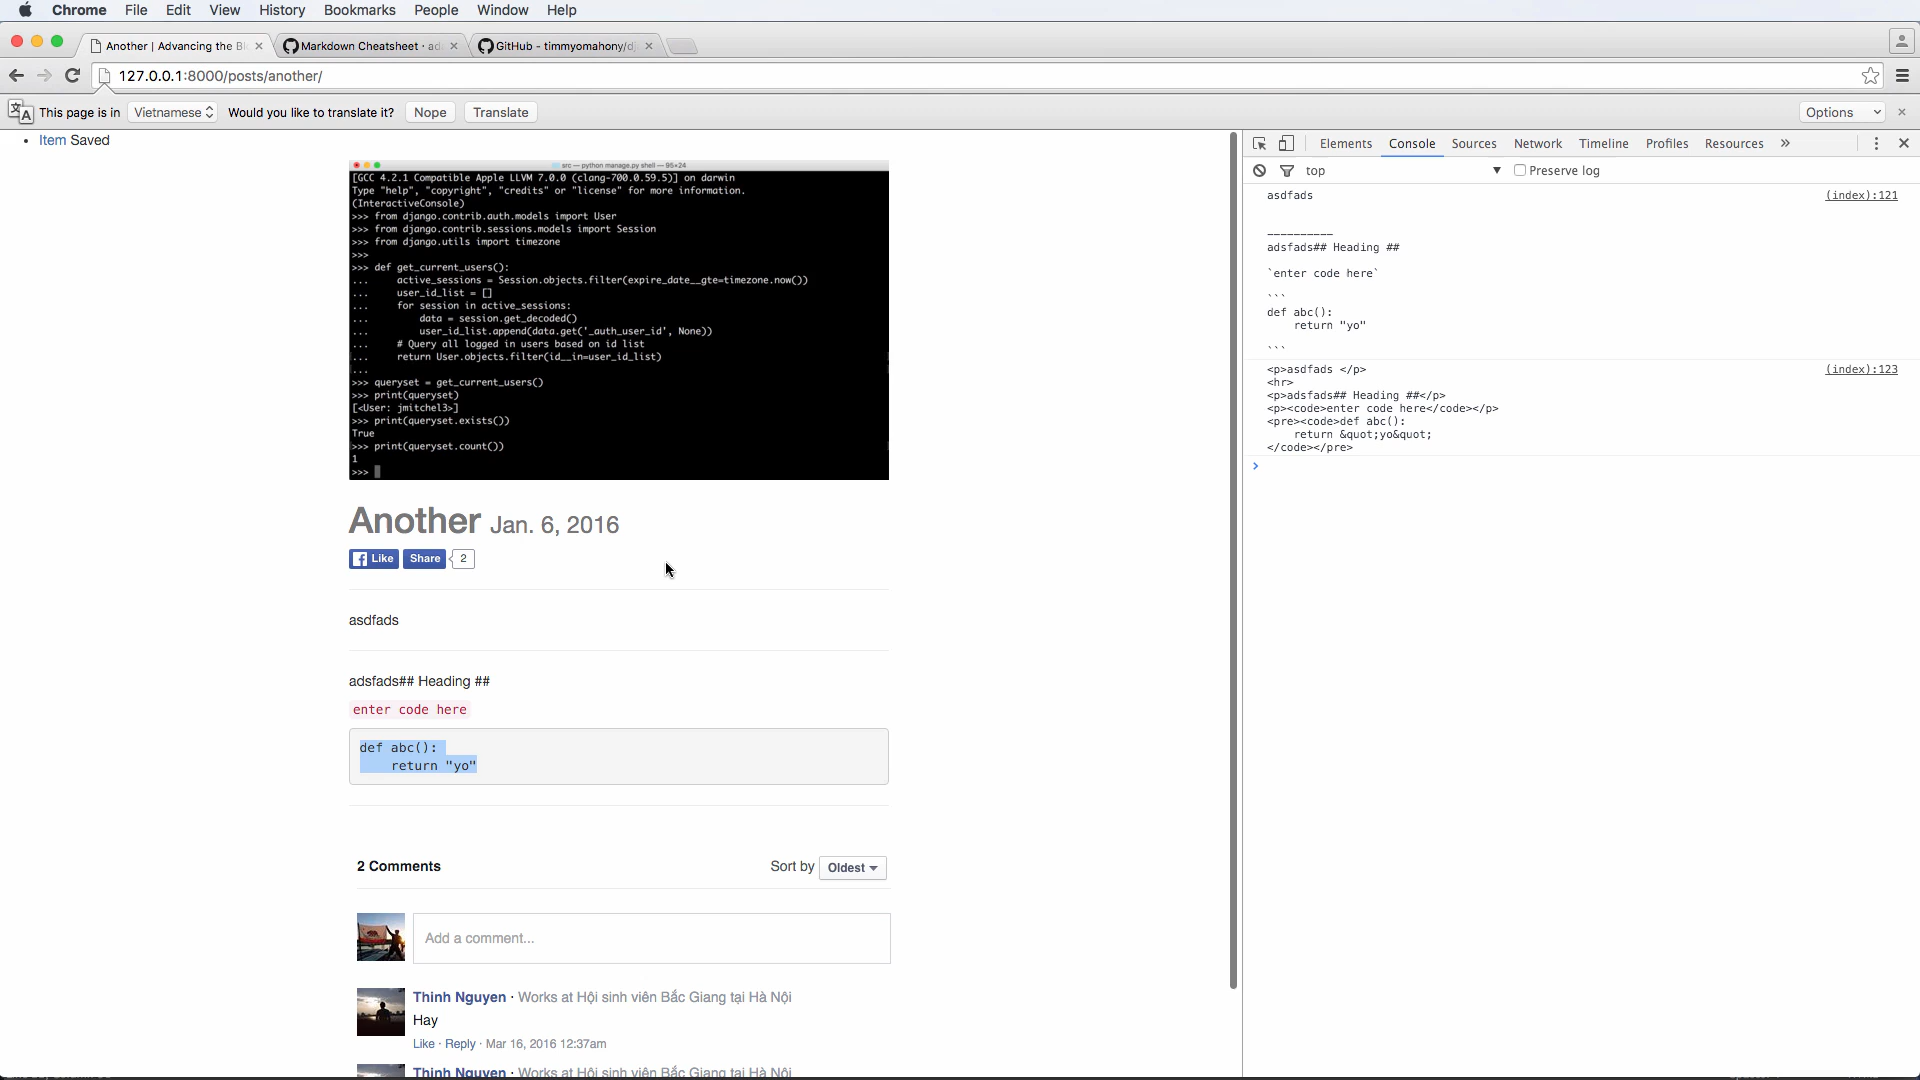 Chrome File Edit View History Bookmarks People Window Help
Another | Advancing the Bl
Markdown Cheatsheet · ad
GitHub - timmyomahony/dj
127.0.0.1:8000/posts/another/
This page is in Vietnamese Would you like to translate it? Nope Translate Options
Item Saved
src — python manage.py shell — 95×24
[GCC 4.2.1 Compatible Apple LLVM 7.0.0 (clang-700.0.59.5)] on darwin
Type "help", "copyright", "credits" or "license" for more information.
(InteractiveConsole)
>>> from django.contrib.auth.models import User
>>> from django.contrib.sessions.models import Session
>>> from django.utils import timezone
>>>
>>> def get_current_users():
...     active_sessions = Session.objects.filter(expire_date__gte=timezone.now())
...     user_id_list = []
...     for session in active_sessions:
...         data = session.get_decoded()
...         user_id_list.append(data.get('_auth_user_id', None))
...     # Query all logged in users based on id list
...     return User.objects.filter(id__in=user_id_list)
...
>>> queryset = get_current_users()
>>> print(queryset)
[<User: jmitchel3>]
>>> print(queryset.exists())
True
>>> print(queryset.count())
1
>>>
Another Jan. 6, 2016
Like Share 2
asdfads
adsfads## Heading ##
enter code here
def abc():
    return "yo"
2 Comments Sort by Oldest
Add a comment...
Thinh Nguyen · Works at Hội sinh viên Bắc Giang tại Hà Nội
Hay
Like · Reply · Mar 16, 2016 12:37am
Thinh Nguyen · Works at Hội sinh viên Bắc Giang tại Hà Nội
Elements Console Sources Network Timeline Profiles Resources »
top Preserve log
asdfads (index):121
----------
adsfads## Heading ##
`enter code here`
```
def abc():
    return "yo"
```
<p>asdfads </p> (index):123
<hr>
<p>adsfads## Heading ##</p>
<p><code>enter code here</code></p>
<pre><code>def abc():
    return &quot;yo&quot;
</code></pre>